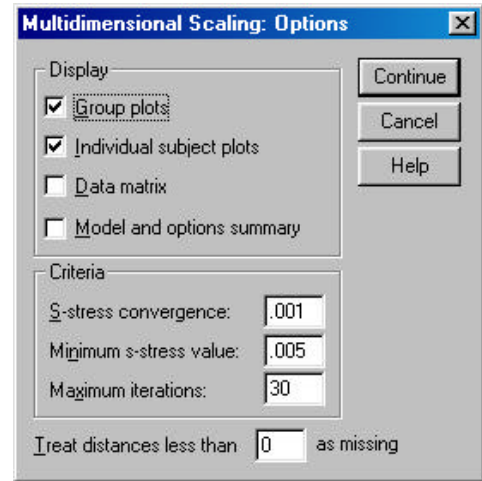 Multidimensional Scaling: Options
Display
Group plots
Individual subject plots
Data matrix
Model and options summary
Continue
Cancel
Help
Criteria
S-stress convergence: .001
Minimum s-stress value: .005
Maximum iterations: 30
Treat distances less than 0 as missing